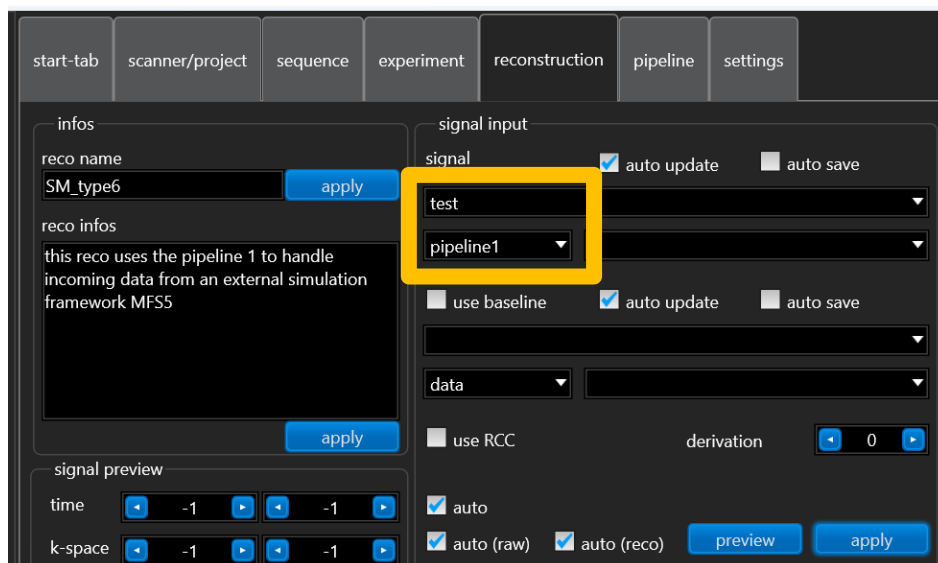 start-tab scanner/project sequence experiment reconstruction pipeline settings
infos
reco name
SM_type6 apply
reco infos
this reco uses the pipeline 1 to handle
incoming data from an external simulation
framework MFS5
apply
signal preview
time -1 -1
k-space -1 -1
signal input
signal auto update auto save
test
pipeline1
use baseline auto update auto save
data
use RCC derivation 0
auto
auto (raw) auto (reco) preview apply